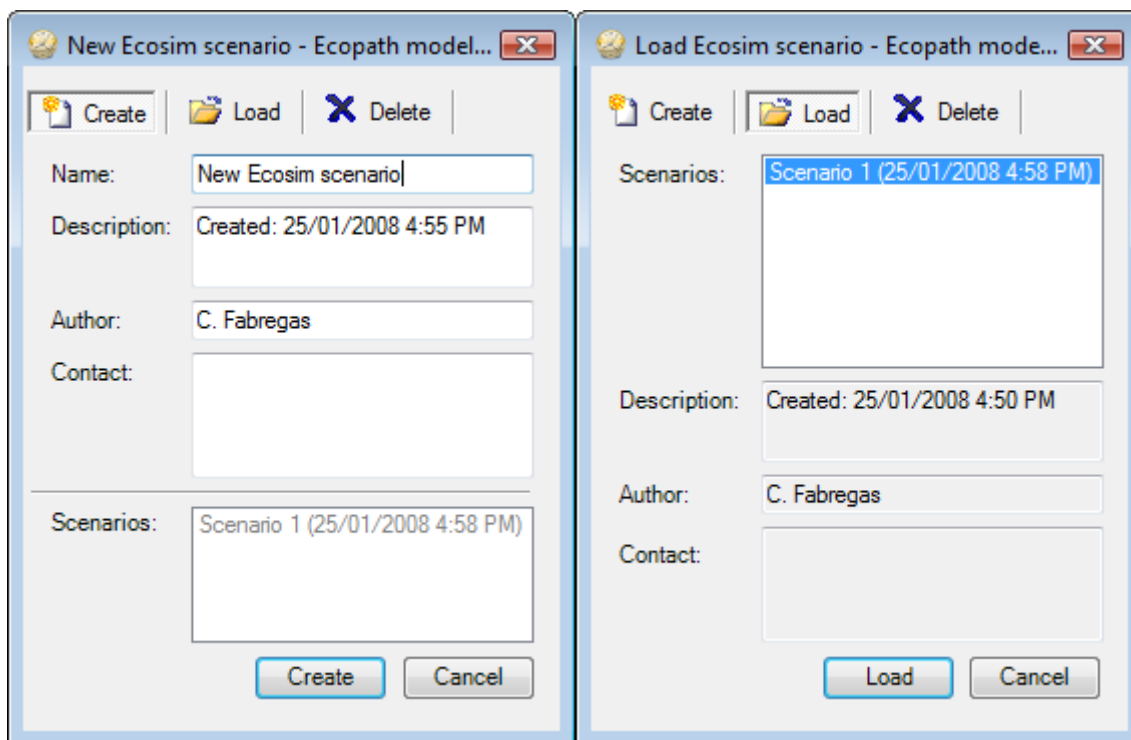 New Ecosim scenario - Ecopath model...
Create Load Delete
Name: New Ecosim scenario
Description: Created: 25/01/2008 4:55 PM
Author: C. Fabregas
Contact:
Scenarios: Scenario 1 (25/01/2008 4:58 PM)
Create Cancel
Load Ecosim scenario - Ecopath mode...
Create Load Delete
Scenarios: Scenario 1 (25/01/2008 4:58 PM)
Description: Created: 25/01/2008 4:50 PM
Author: C. Fabregas
Contact:
Load Cancel